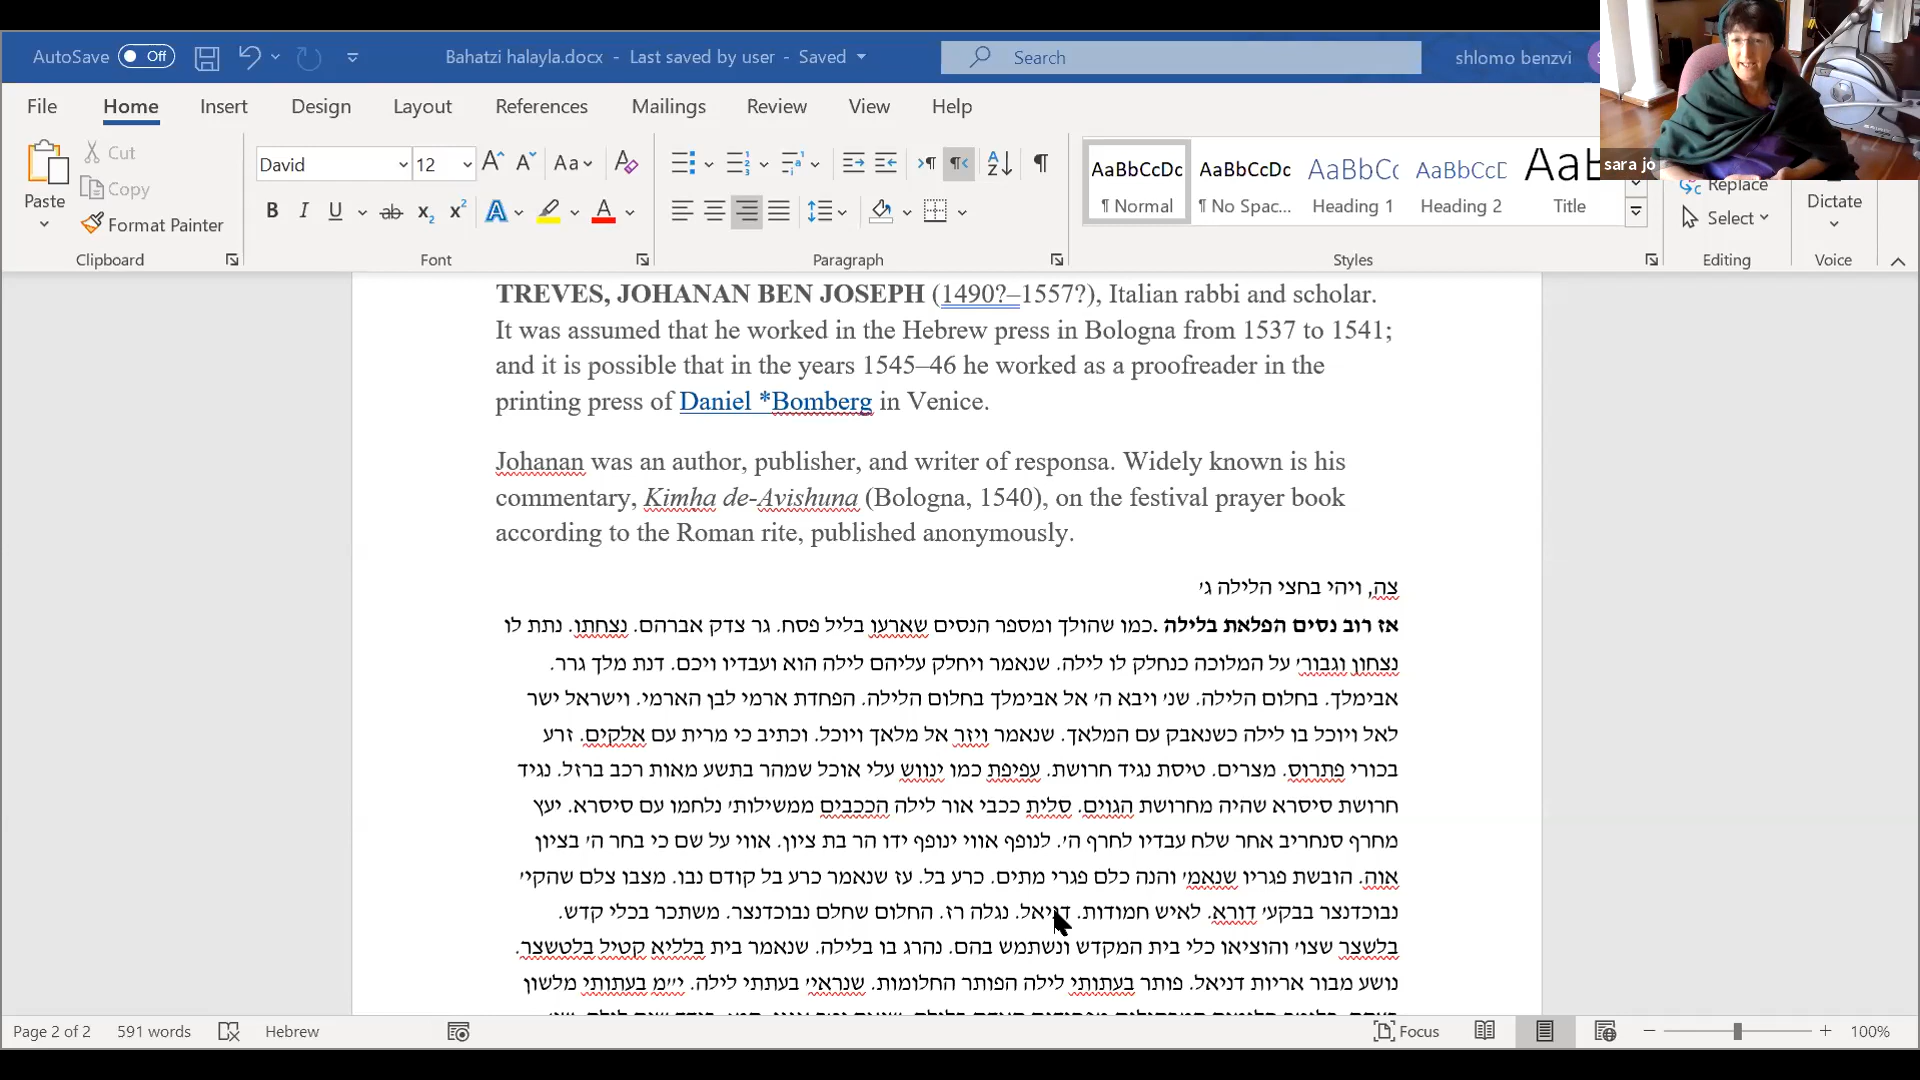 AutoSave Off Bahatzi halayla.docx - Last saved by user - Saved Search shlomo benzvi
File Home Insert Design Layout References Mailings Review View Help
sara jo
Paste Cut Copy Format Painter
Clipboard
David 12 Aa
B I U ab X₂ X² A A
Font
Paragraph
AaBbCcDc AaBbCcDc AaBbCc AaBbCcD AaB
¶ Normal ¶ No Spac... Heading 1 Heading 2 Title
Styles
Replace Select
Editing
Dictate
Voice
TREVES, JOHANAN BEN JOSEPH (1490?–1557?), Italian rabbi and scholar.
It was assumed that he worked in the Hebrew press in Bologna from 1537 to 1541;
and it is possible that in the years 1545–46 he worked as a proofreader in the
printing press of Daniel *Bomberg in Venice.
Johanan was an author, publisher, and writer of responsa. Widely known is his
commentary, Kimḥa de-Avishuna (Bologna, 1540), on the festival prayer book
according to the Roman rite, published anonymously.
צה, ויהי בחצי הלילה ג'
אז רוב נסים הפלאת בלילה .כמו שהולך ומספר הנסים שארעו בליל פסח. גר צדק אברהם. נצחתו. נתת לו
נצחון וגבור' על המלוכה כנחלק לו לילה. שנאמר ויחלק עליהם לילה הוא ועבדיו ויכם. דנת מלך גרר.
אבימלך. בחלום הלילה. שנ' ויבא ה' אל אבימלך בחלום הלילה. הפחדת ארמי לבן הארמי. וישראל ישר
לאל ויוכל בו לילה כשנאבק עם המלאך. שנאמר ויזר אל מלאך ויוכל. וכתיב כי מרית עם אלקים. זרע
בכורי פתרוס. מצרים. טיסת נגיד חרושת. עפיפת כמו ינווש עלי אוכל שמהר בתשע מאות רכב ברזל. נגיד
חרושת סיסרא שהיה מחרושת הגוים. סלית ככבי אור לילה הככבים ממשילות' נלחמו עם סיסרא. יעץ
מחרף סנחריב אחר שלח עבדיו לחרף ה'. לנופף אווי ינופף ידו הר בת ציון. אווי על שם כי בחר ה' בציון
אוה. הובשת פגריו שנאמ' והנה כלם פגרי מתים. כרע בל. עז שנאמר כרע בל קודם נבו. מצבו צלם שהקי'
נבוכדנצר בבקע' דורא. לאיש חמודות. דניאל. נגלה רז. החלום שחלם נבוכדנצר. משתכר בכלי קדש.
בלשצר שצו' והוציאו כלי בית המקדש ונשתמש בהם. נהרג בו בלילה. שנאמר בית בלליא קטיל בלטשצר.
נושע מבור אריות דניאל. פותר בעתותי לילה הפותר החלומות. שנראי' בעתתי לילה. י"מ בעתותי מלשון
Page 2 of 2 591 words Hebrew Focus 100%